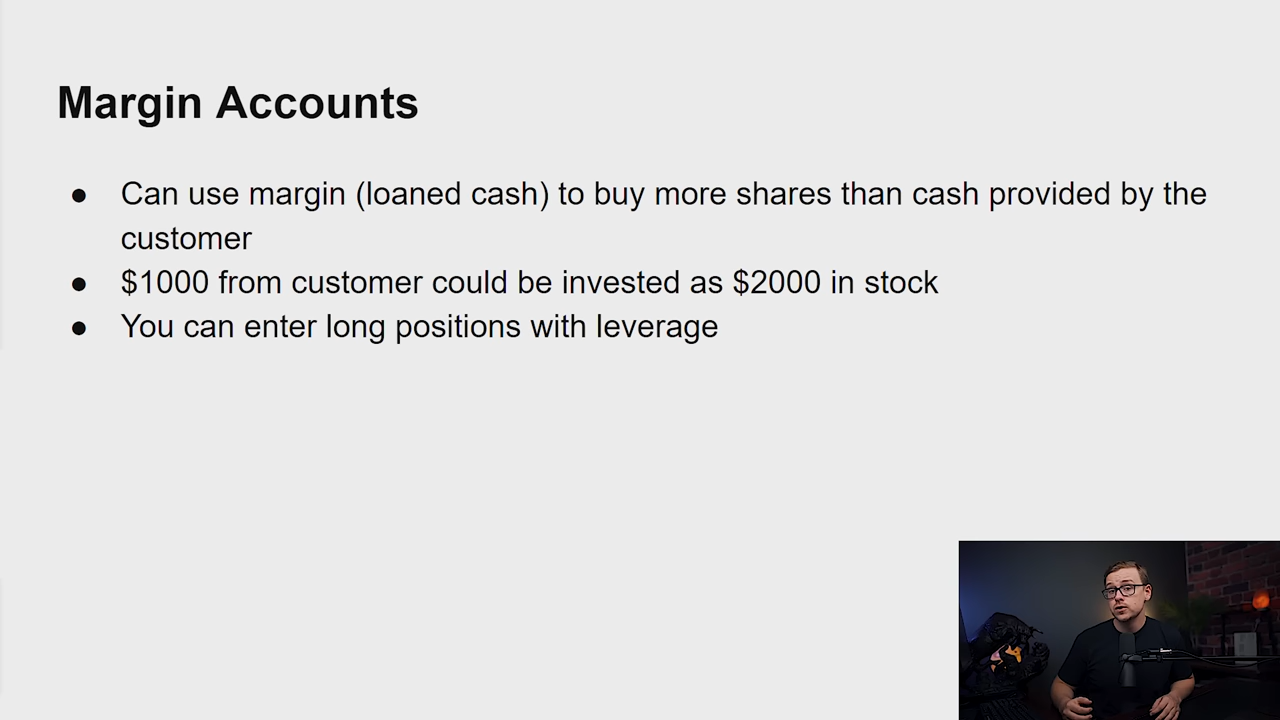 Margin Accounts
● Can use margin (loaned cash) to buy more shares than cash provided by the
customer
● $1000 from customer could be invested as $2000 in stock
● You can enter long positions with leverage